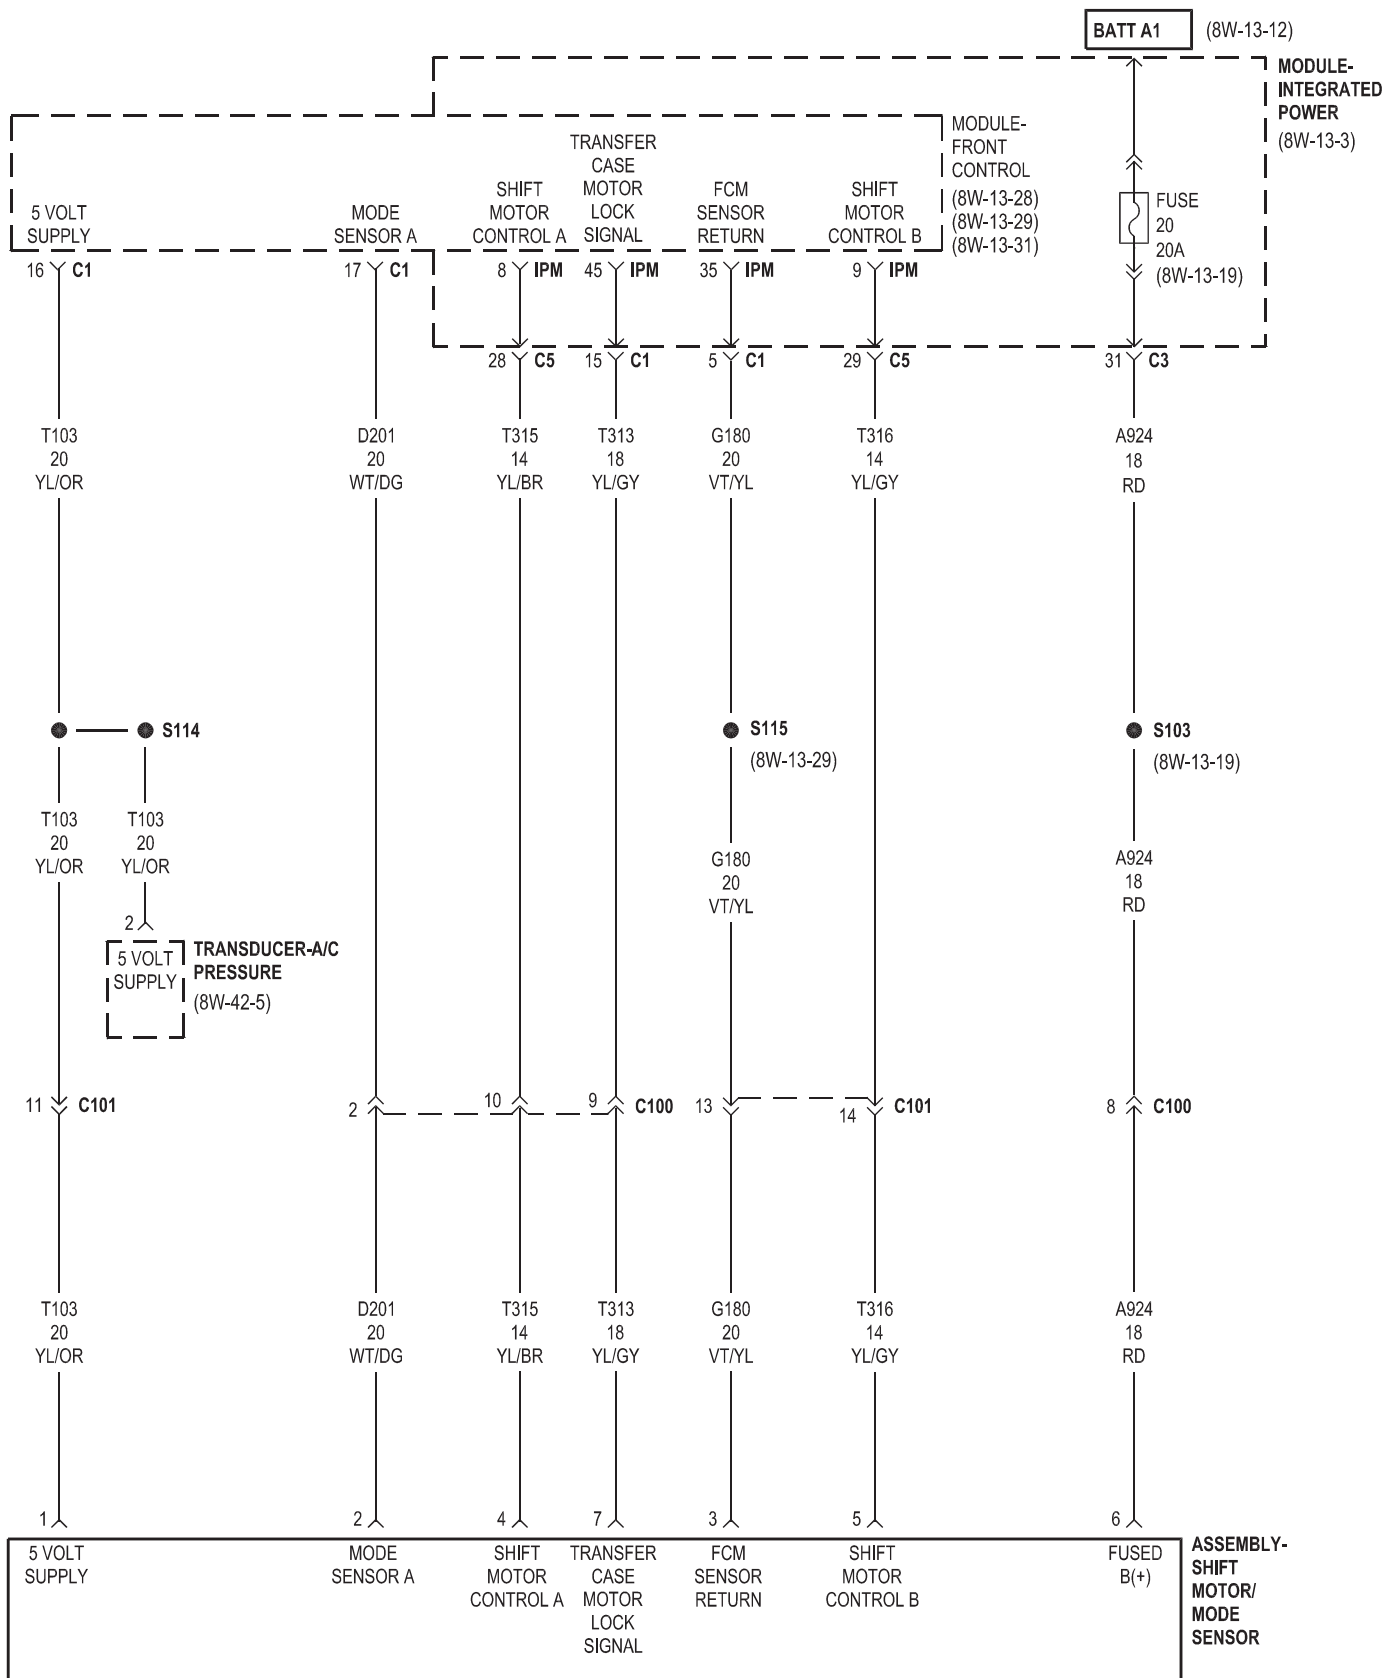 BATT A1 (8W-13-12)
MODULE-
INTEGRATED
POWER
(8W-13-3)
MODULE-
FRONT
CONTROL
(8W-13-28)
(8W-13-29)
(8W-13-31)
5 VOLT
SUPPLY
MODE
SENSOR A
SHIFT
MOTOR
CONTROL A
TRANSFER
CASE
MOTOR
LOCK
SIGNAL
FCM
SENSOR
RETURN
SHIFT
MOTOR
CONTROL B
FUSE
20
20A
(8W-13-19)
16 C1 17 C1 8 IPM 45 IPM 35 IPM 9 IPM
28 C5 15 C1 5 C1 29 C5 31 C3
T103 D201 T315 T313 G180 T316 A924
20 20 14 18 20 14 18
YL/OR WT/DG YL/BR YL/GY VT/YL YL/GY RD
S114 S115 S103
(8W-13-29) (8W-13-19)
T103 T103
20 20
YL/OR YL/OR
G180 A924
20 18
VT/YL RD
2
5 VOLT
SUPPLY
TRANSDUCER-A/C
PRESSURE
(8W-42-5)
11 C101 2 10 9 C100 13 14 C101 8 C100
T103 D201 T315 T313 G180 T316 A924
20 20 14 18 20 14 18
YL/OR WT/DG YL/BR YL/GY VT/YL YL/GY RD
1 2 4 7 3 5 6
5 VOLT
SUPPLY
MODE
SENSOR A
SHIFT
MOTOR
CONTROL A
TRANSFER
CASE
MOTOR
LOCK
SIGNAL
FCM
SENSOR
RETURN
SHIFT
MOTOR
CONTROL B
FUSED
B(+)
ASSEMBLY-
SHIFT
MOTOR/
MODE
SENSOR